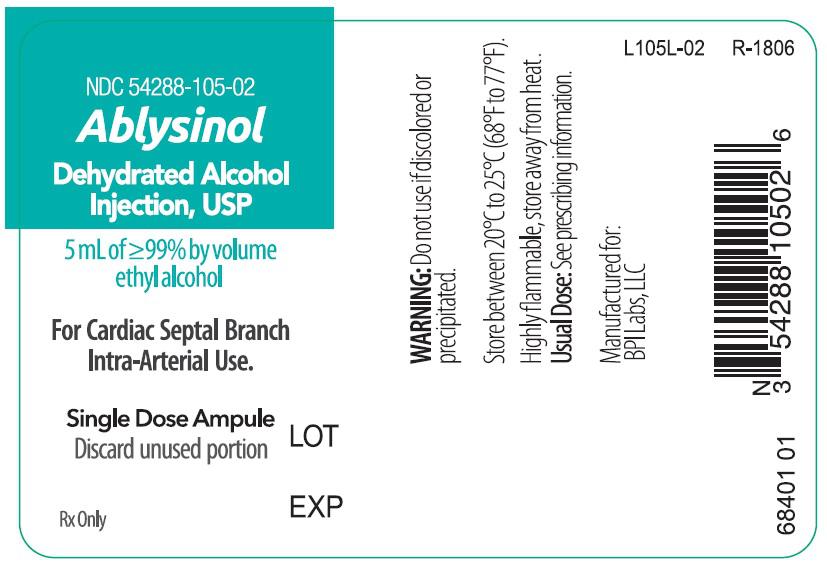 NDC 54288-105-02
Ablysinol
Dehydrated Alcohol
Injection, USP
5 mL of ≥99% by volume
ethyl alcohol
For Cardiac Septal Branch
Intra-Arterial Use.
Single Dose Ampule
Discard unused portion
Rx Only
LOT
EXP
WARNING: Do not use if discolored or
precipitated.
Store between 20°C to 25°C (68°F to 77°F).
Highly flammable, store away from heat.
Usual Dose: See prescribing information.
Manufactured for:
BPI Labs, LLC
L105L-02 R-1806
N
3 54288 10502 6
68401 01